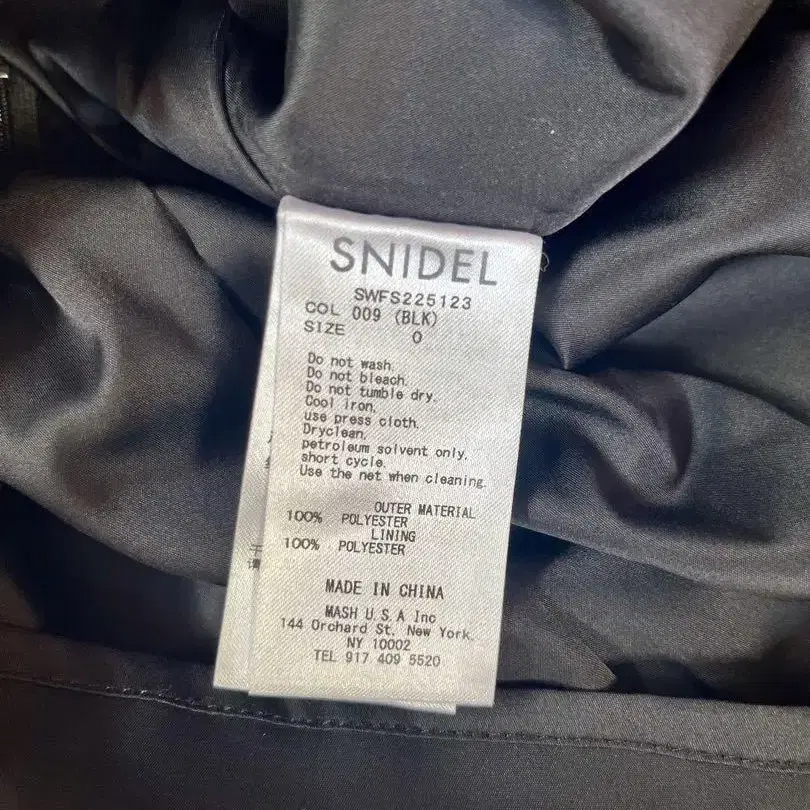 SNIDEL
SWFS225123
COL 009 (BLK)
SIZE 0
Do not wash.
Do not bleach.
Do not tumble dry.
Cool iron,
use press cloth.
Dryclean,
petroleum solvent only,
short cycle.
Use the net when cleaning.
OUTER MATERIAL
100% POLYESTER
LINING
100% POLYESTER
MADE IN CHINA
MASH U.S.A Inc
144 Orchard St. New York,
NY 10002
TEL 917 409 5520